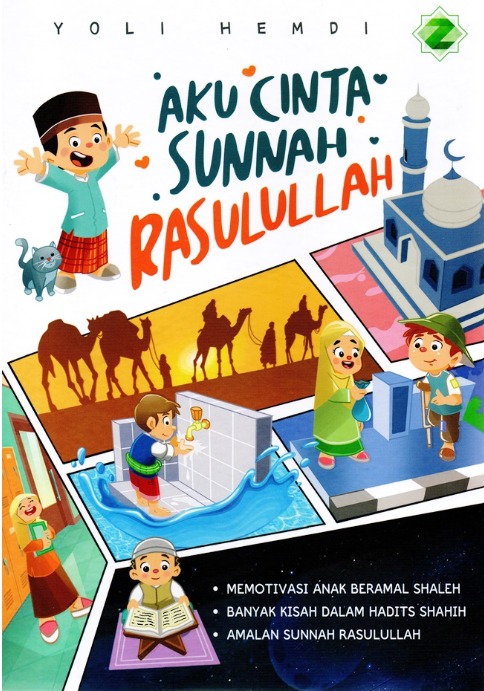 YOLI HEMDI
AKU CINTA
SUNNAH
RASULULLAH
• MEMOTIVASI ANAK BERAMAL SHALEH
• BANYAK KISAH DALAM HADITS SHAHIH
• AMALAN SUNNAH RASULULLAH